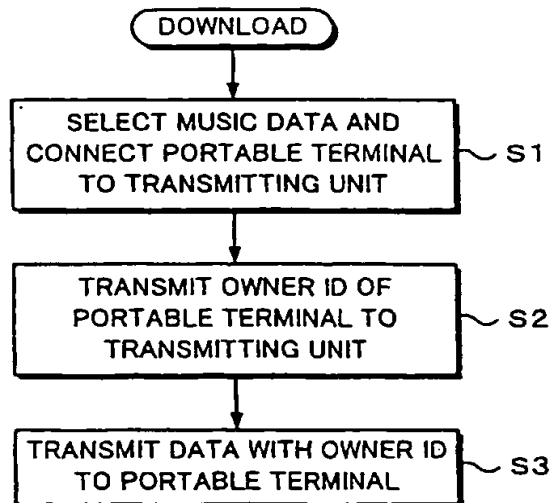 DOWNLOAD
SELECT MUSIC DATA AND
CONNECT PORTABLE TERMINAL
TO TRANSMITTING UNIT
S1
TRANSMIT OWNER ID OF
PORTABLE TERMINAL TO
TRANSMITTING UNIT
S2
TRANSMIT DATA WITH OWNER ID
TO PORTABLE TERMINAL
S3